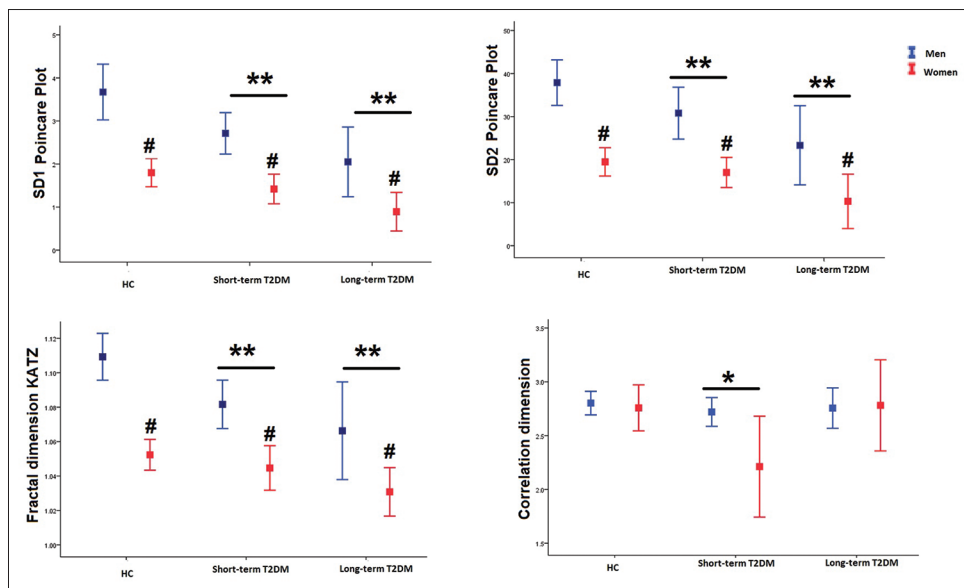 SD1 Poincare Plot
5
4
3
2
1
0
**
**
#
#
#
HC
Short-term T2DM
Long-term T2DM
SD2 Poincare Plot
50
40
30
20
10
0
**
**
#
#
#
HC
Short-term T2DM
Long-term T2DM
Men
Women
Fractal dimension KATZ
1.12
1.10
1.08
1.06
1.04
1.02
1.00
**
**
#
#
#
HC
Short-term T2DM
Long-term T2DM
Correlation dimension
3.5
3.0
2.5
2.0
1.5
*
HC
Short-term T2DM
Long-term T2DM